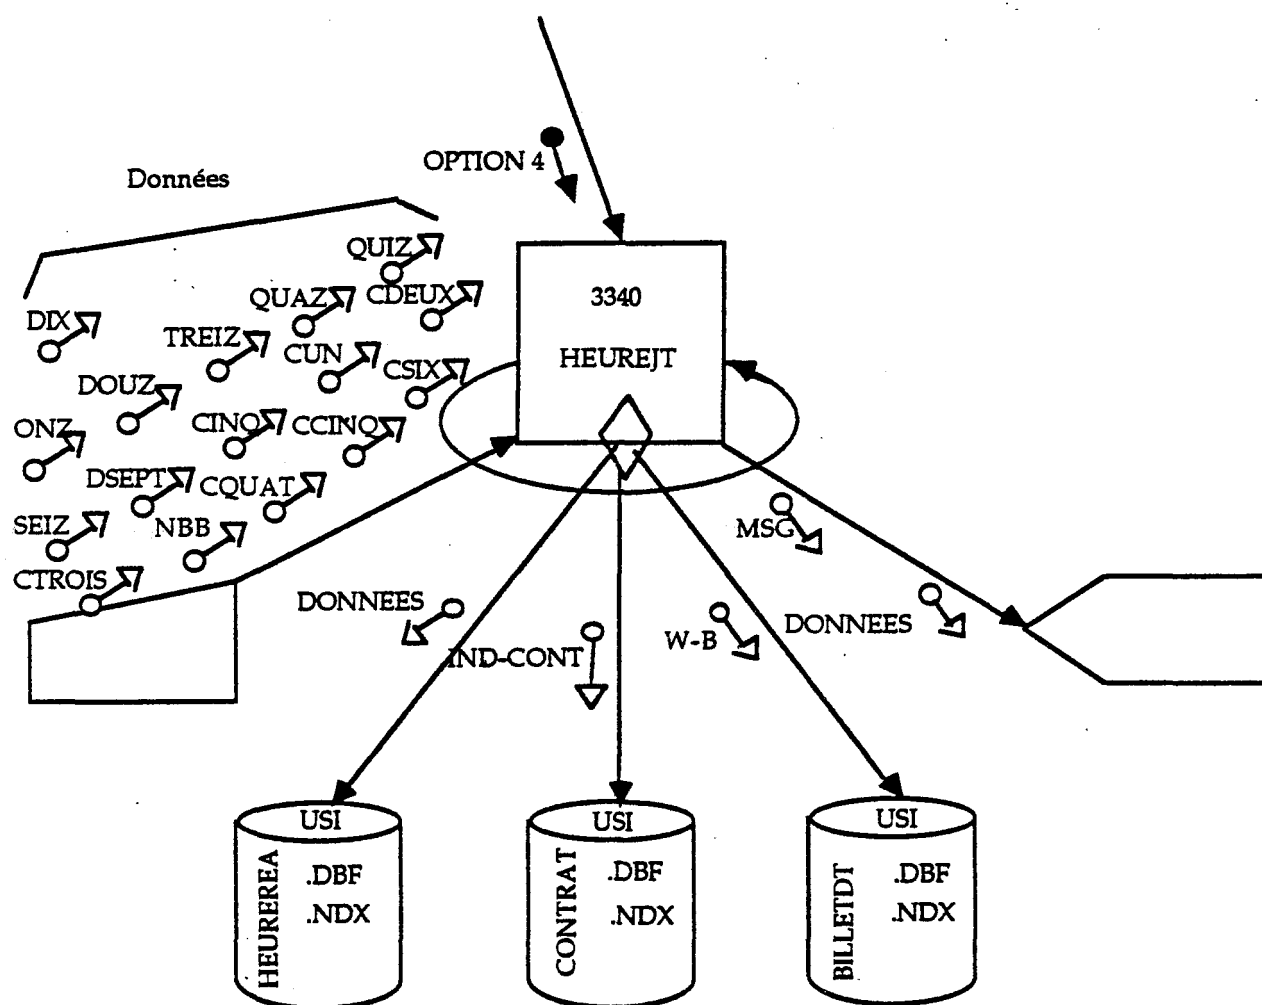 OPTION 4
Données
QUIZ
QUAZ
CDEUX
DIX
TREIZ
CUN
CSIX
DOUZ
ONZ
CINQ
CCINQ
DSEPT
CQUAT
SEIZ
NBB
CTROIS
3340
HEUREJT
MSG
DONNEES
IND-CONT
W-B
DONNEES
USI
HEUREREA
.DBF
.NDX
USI
CONTRAT
.DBF
.NDX
USI
BILLETDT
.DBF
.NDX